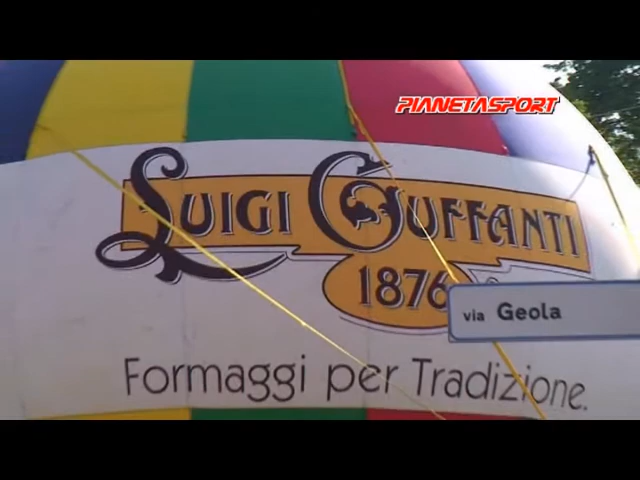 PIANETASPORT
LUIGI GUFFANTI
1876
via Geola
Formaggi per Tradizione.